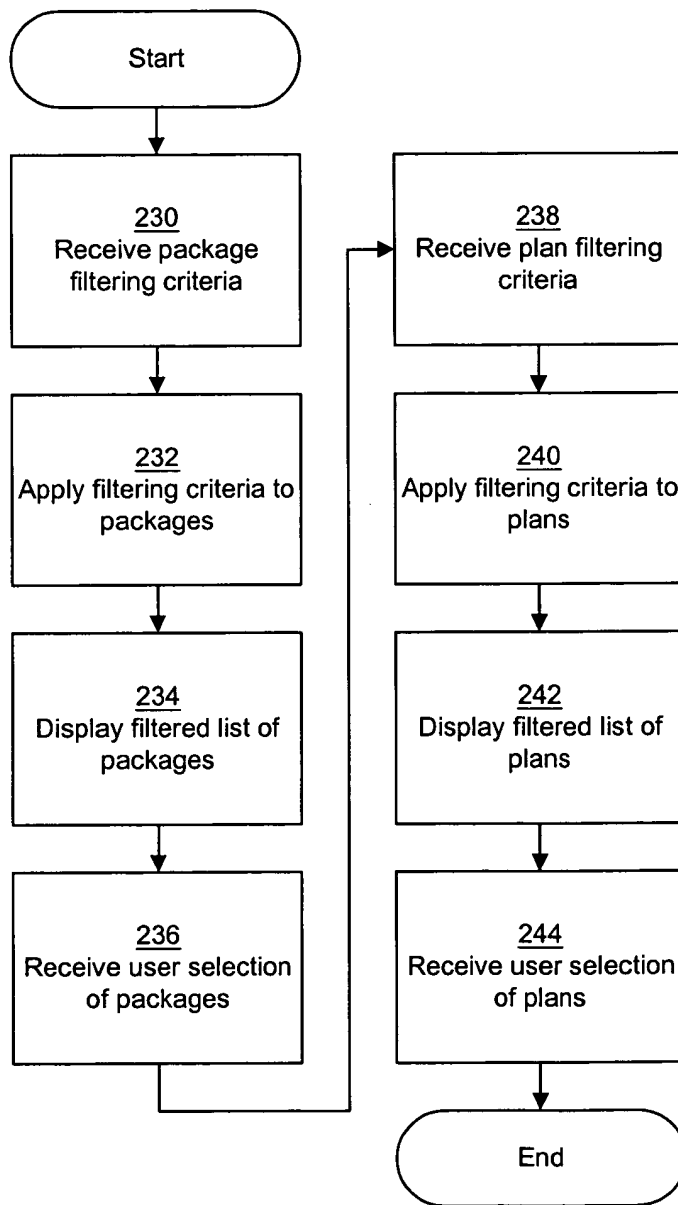 Start
230
Receive package
filtering criteria
232
Apply filtering criteria to
packages
234
Display filtered list of
packages
236
Receive user selection
of packages
238
Receive plan filtering
criteria
240
Apply filtering criteria to
plans
242
Display filtered list of
plans
244
Receive user selection
of plans
End